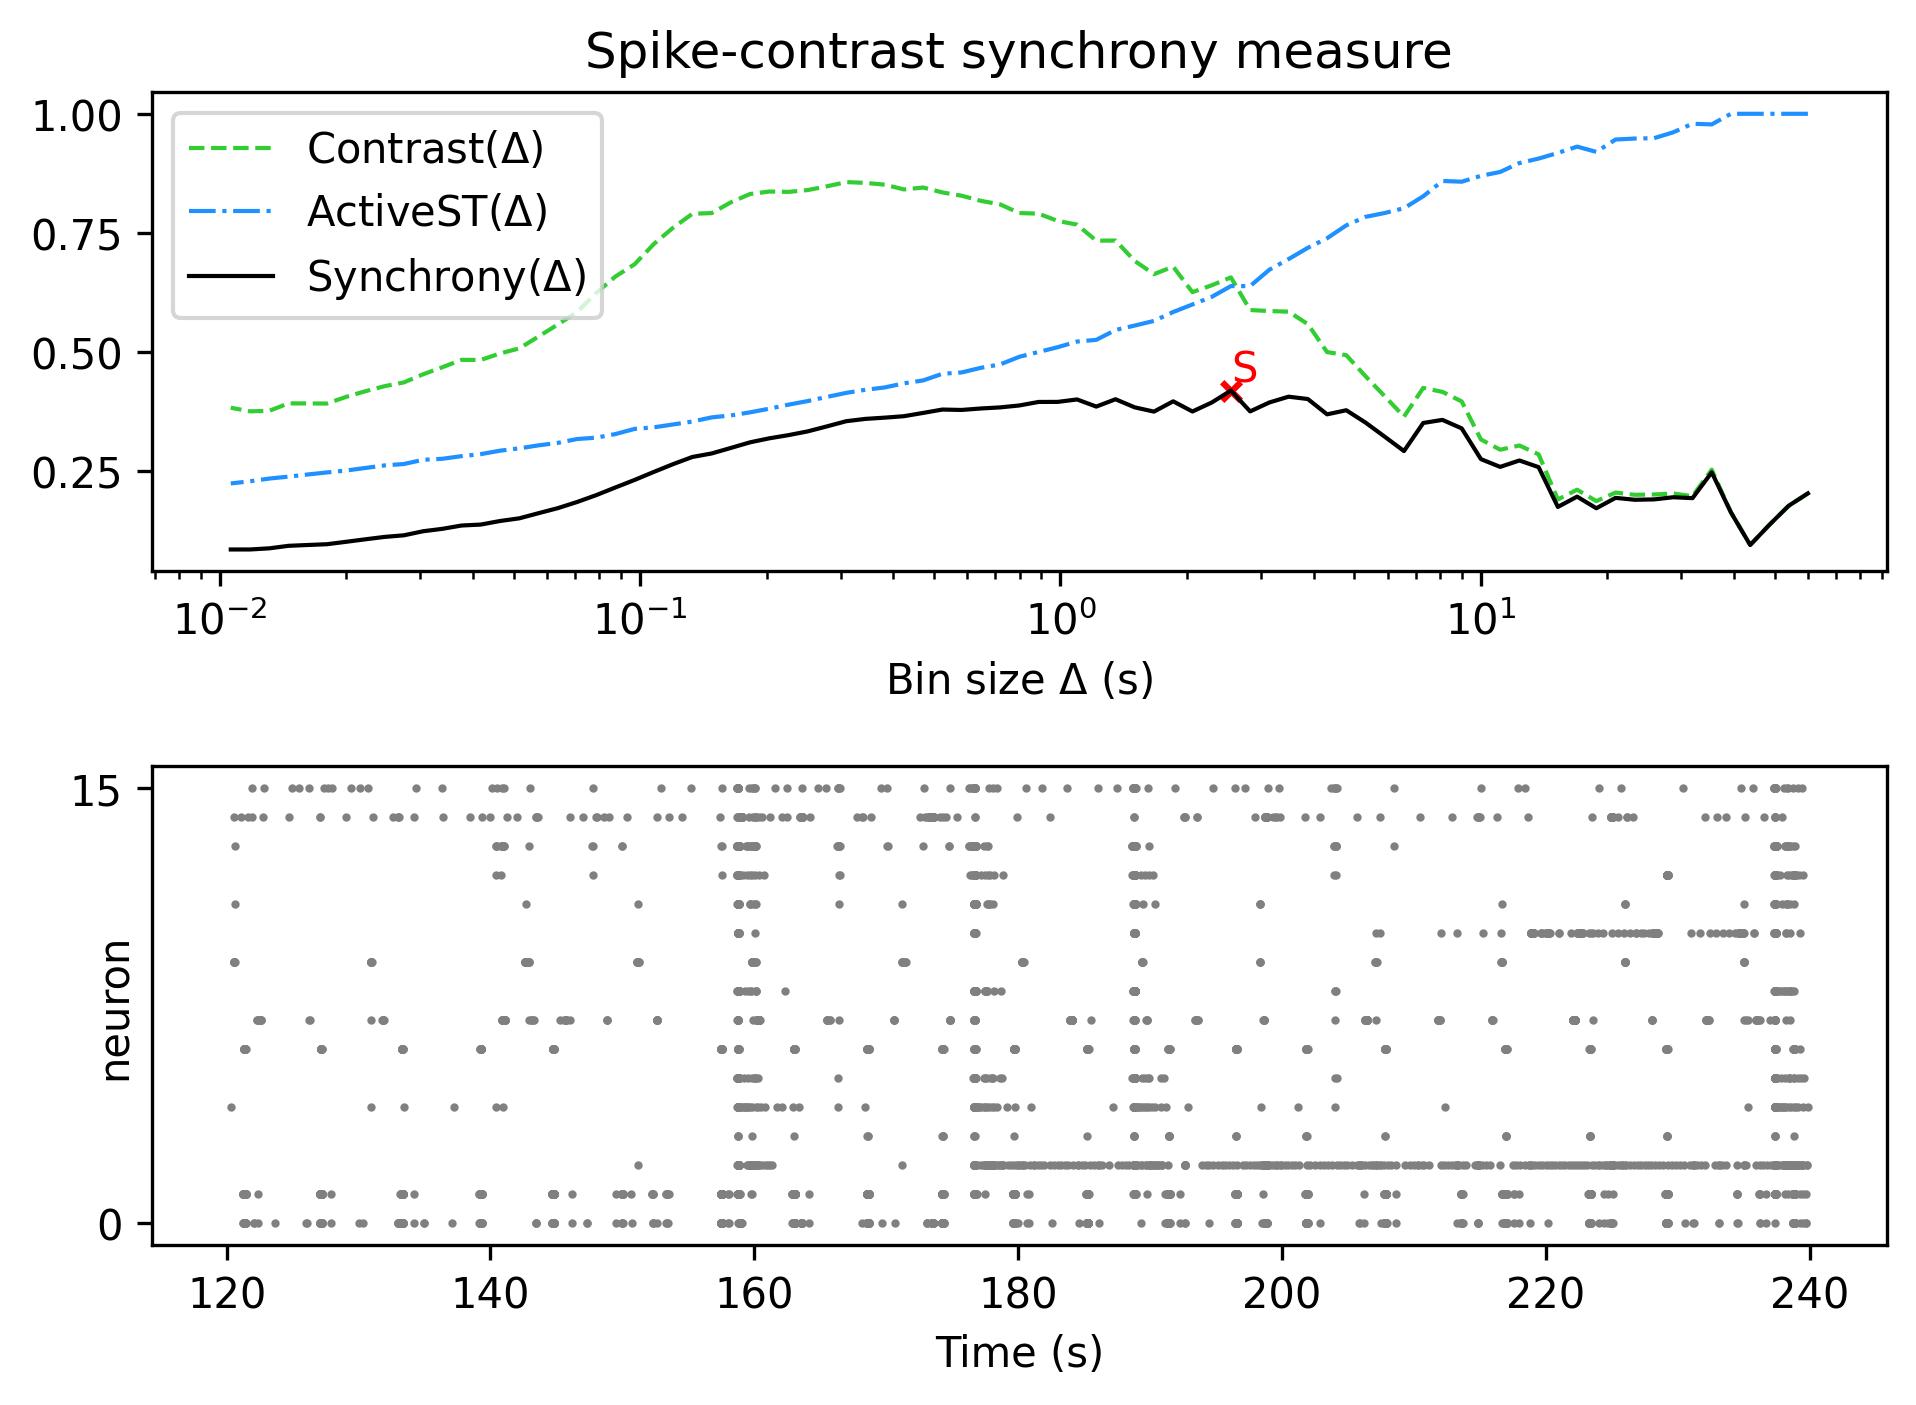 Spike-contrast synchrony measure
1.00
0.75
0.50
0.25
Contrast(Δ)
ActiveST(Δ)
Synchrony(Δ)
S
10⁻² 10⁻¹ 10⁰ 10¹
Bin size Δ (s)
15
0
neuron
120 140 160 180 200 220 240
Time (s)